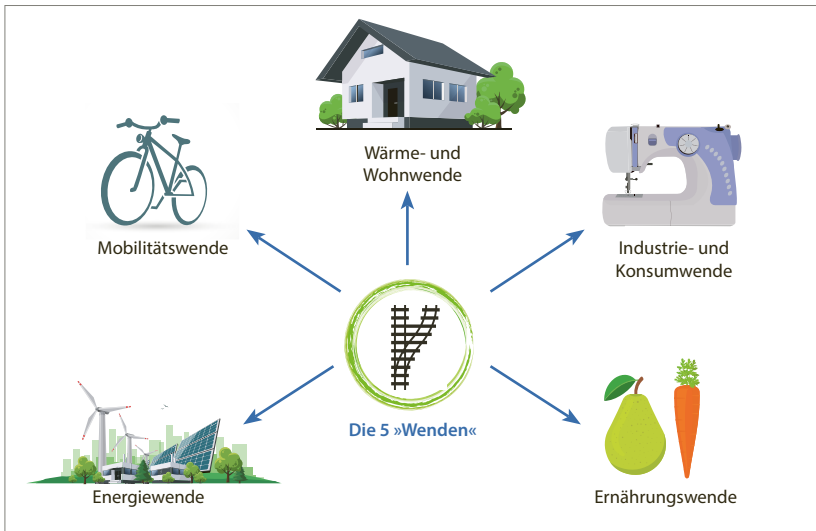 Wärme- und
Wohnwende
Mobilitätswende
Industrie- und
Konsumwende
Die 5 »Wenden«
Energiewende
Ernährungswende